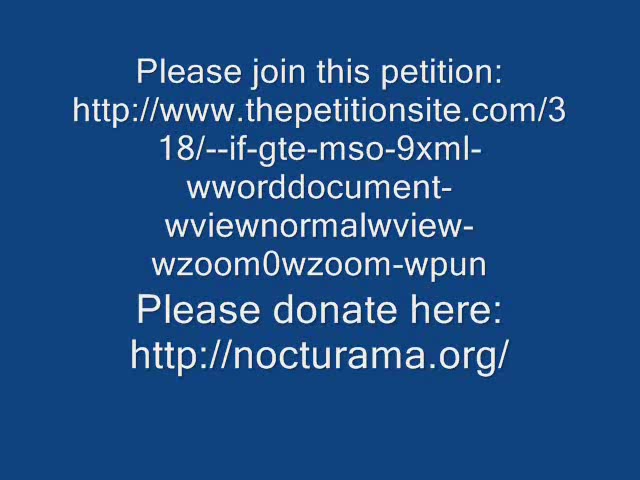 Please join this petition:
http://www.thepetitionsite.com/3
18/--if-gte-mso-9xml-
wworddocument-
wviewnormalwview-
wzoom0wzoom-wpun
Please donate here:
http://nocturama.org/